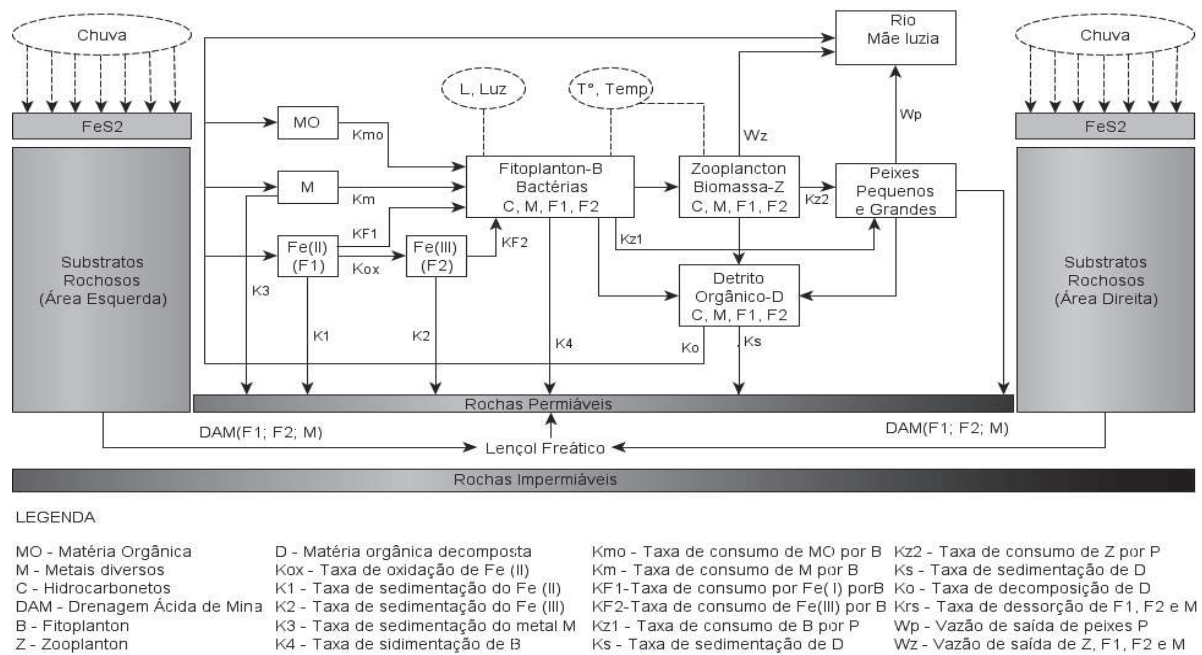 Chuva
FeS2
Substratos
Rochosos
(Área Esquerda)
MO
Kmo
M
Km
KF1
Fe(II)
(F1)
Kox
Fe(III)
(F2)
KF2
K3
K1
K2
K4
L, Luz
T°, Temp
Fitoplanton-B
Bactérias
C, M, F1, F2
Zooplancton
Biomassa-Z
C, M, F1, F2
Kz1
Kz2
Wz
Wp
Rio
Mãe luzia
Peixes
Pequenos
e Grandes
Detrito
Orgânico-D
C, M, F1, F2
Ko
Ks
Chuva
FeS2
Substratos
Rochosos
(Área Direita)
Rochas Permiáveis
DAM(F1; F2; M)
Lençol Freático
DAM(F1; F2; M)
Rochas Impermiáveis
LEGENDA
MO - Matéria Orgânica
M - Metais diversos
C - Hidrocarbonetos
DAM - Drenagem Ácida de Mina
B - Fitoplanton
Z - Zooplanton
D - Matéria orgânica decomposta
Kox - Taxa de oxidação de Fe (II)
K1 - Taxa de sedimentação do Fe (II)
K2 - Taxa de sedimentação do Fe (III)
K3 - Taxa de sedimentação do metal M
K4 - Taxa de sidimentação de B
Kmo - Taxa de consumo de MO por B
Km - Taxa de consumo de M por B
KF1-Taxa de consumo por Fe( I) porB
KF2-Taxa de consumo de Fe(III) por B
Kz1 - Taxa de consumo de B por P
Ks - Taxa de sedimentação de D
Kz2 - Taxa de consumo de Z por P
Ks - Taxa de sedimentação de D
Ko - Taxa de decomposição de D
Krs - Taxa de dessorção de F1, F2 e M
Wp - Vazão de saída de peixes P
Wz - Vazão de saída de Z, F1, F2 e M